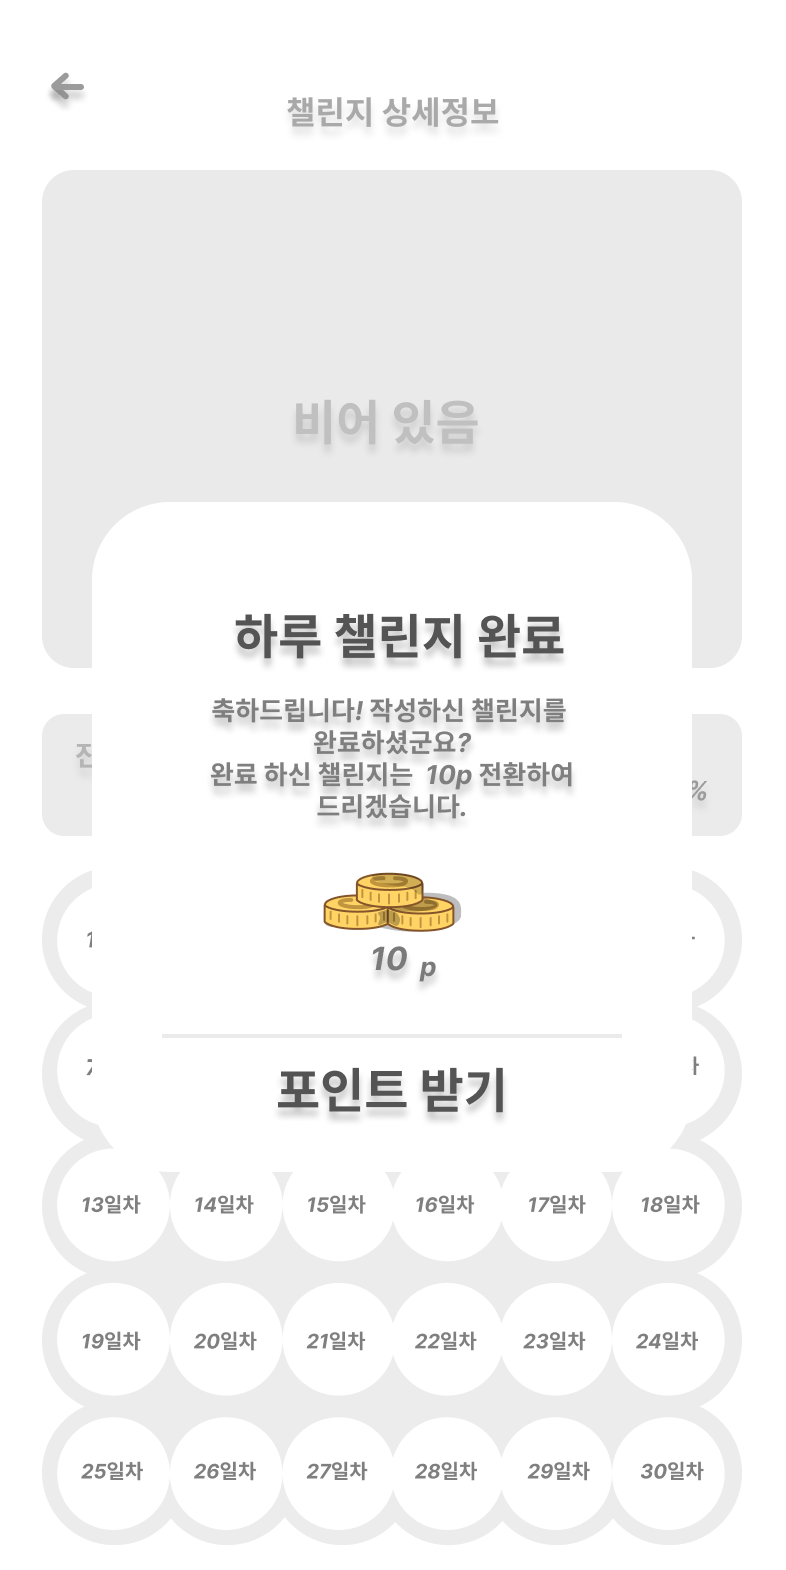 챌린지 상세정보
비어 있음
하루 챌린지 완료
축하드립니다! 작성하신 챌린지를
완료하셨군요?
완료 하신 챌린지는 10p 전환하여
드리겠습니다.
%
10 p
포인트 받기
13일차 14일차 15일차 16일차 17일차 18일차
19일차 20일차 21일차 22일차 23일차 24일차
25일차 26일차 27일차 28일차 29일차 30일차